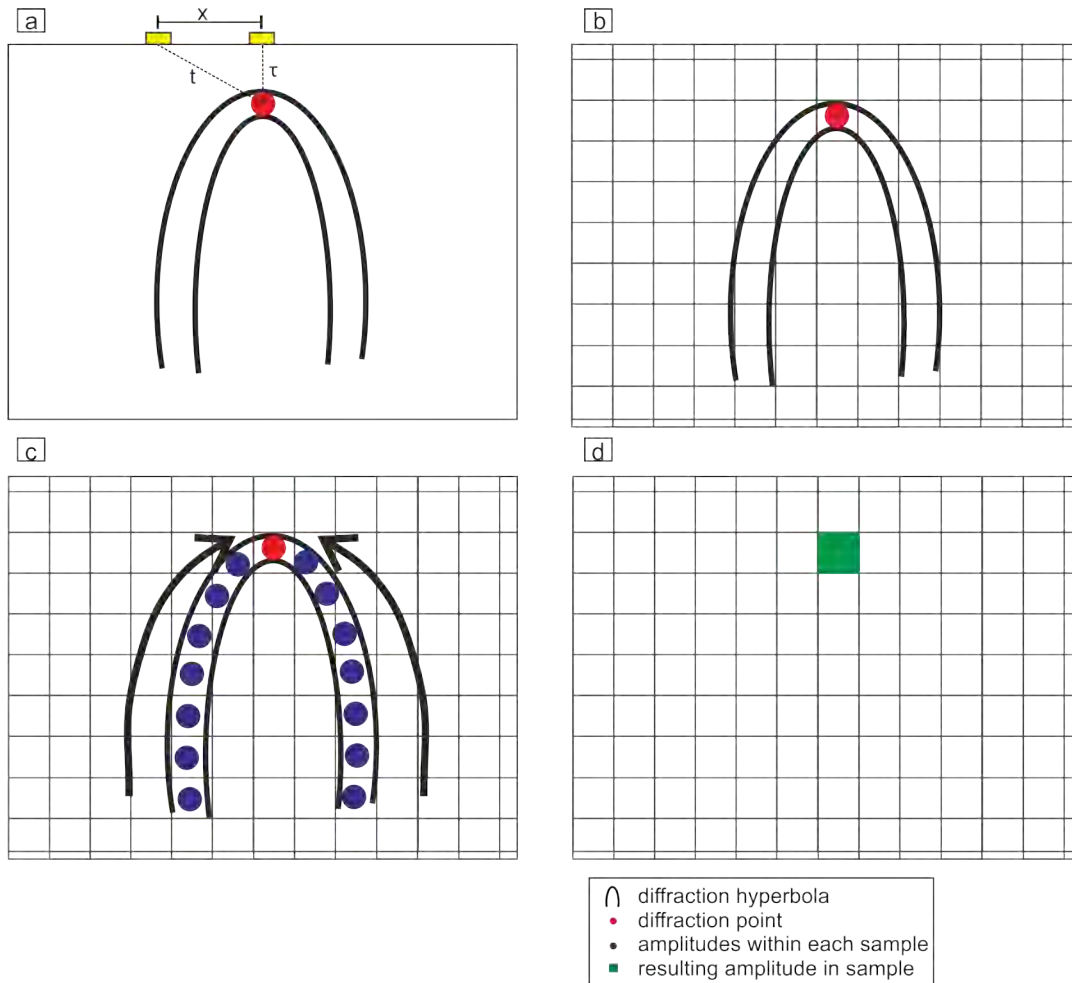 a
x
t
τ
b
c
d
diffraction hyperbola
diffraction point
amplitudes within each sample
resulting amplitude in sample